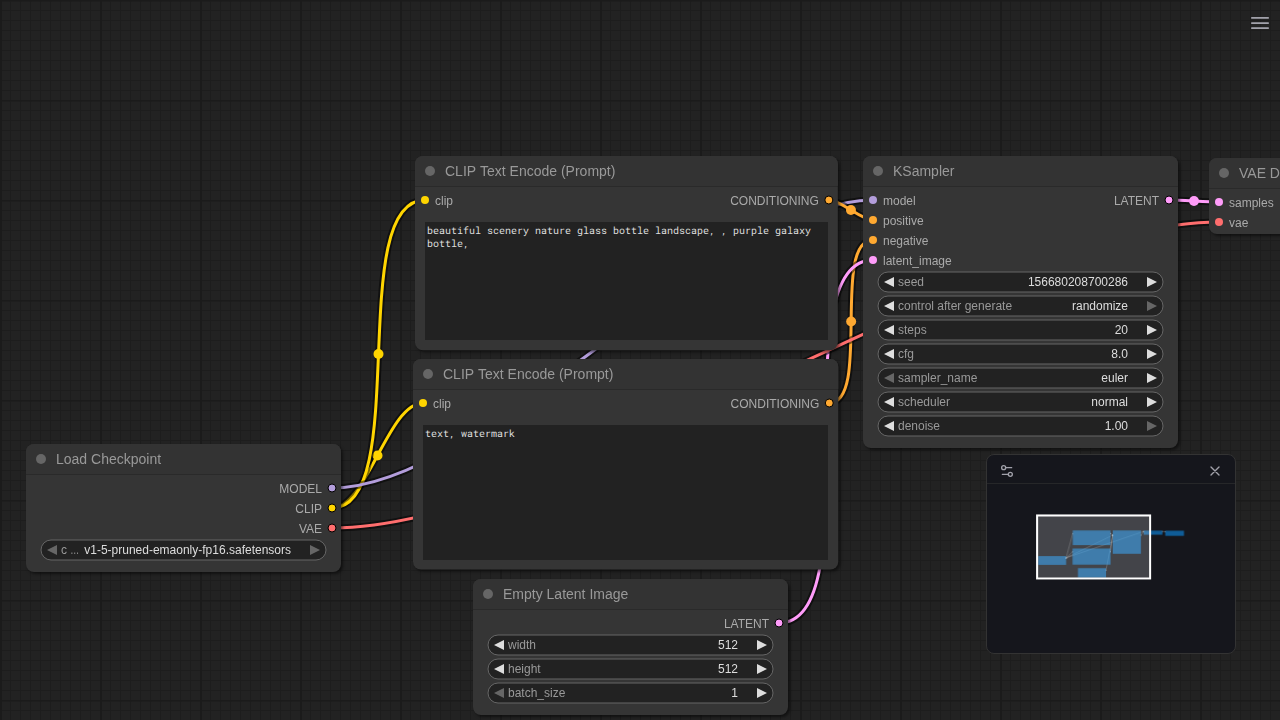 CLIP Text Encode (Prompt)
clip
CONDITIONING
beautiful scenery nature glass bottle landscape, , purple galaxy
bottle,
KSampler
model
LATENT
positive
negative
latent_image
seed 156680208700286
control after generate randomize
steps 20
cfg 8.0
sampler_name euler
scheduler normal
denoise 1.00
VAE D
samples
vae
CLIP Text Encode (Prompt)
clip
CONDITIONING
text, watermark
Load Checkpoint
MODEL
CLIP
VAE
c ... v1-5-pruned-emaonly-fp16.safetensors
Empty Latent Image
LATENT
width 512
height 512
batch_size 1